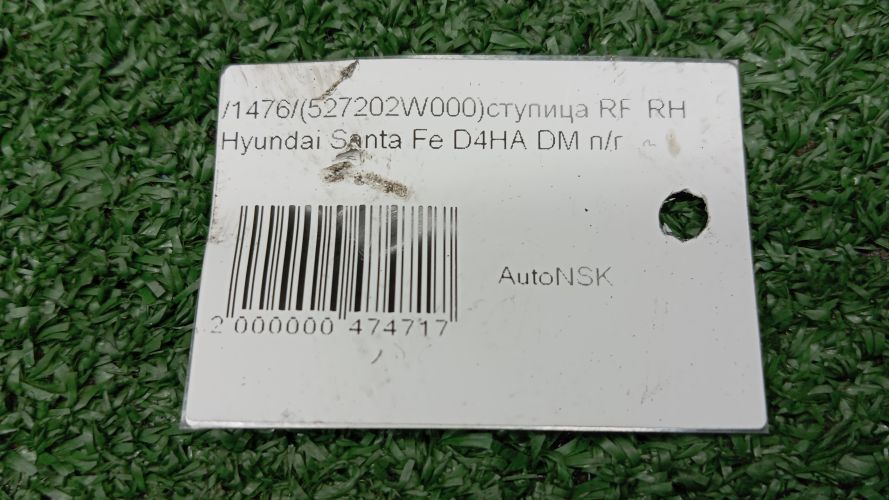 /1476/(527202W000)ступица RF RH
Hyundai Santa Fe D4HA DM п/г
AutoNSK
2 000000 474717